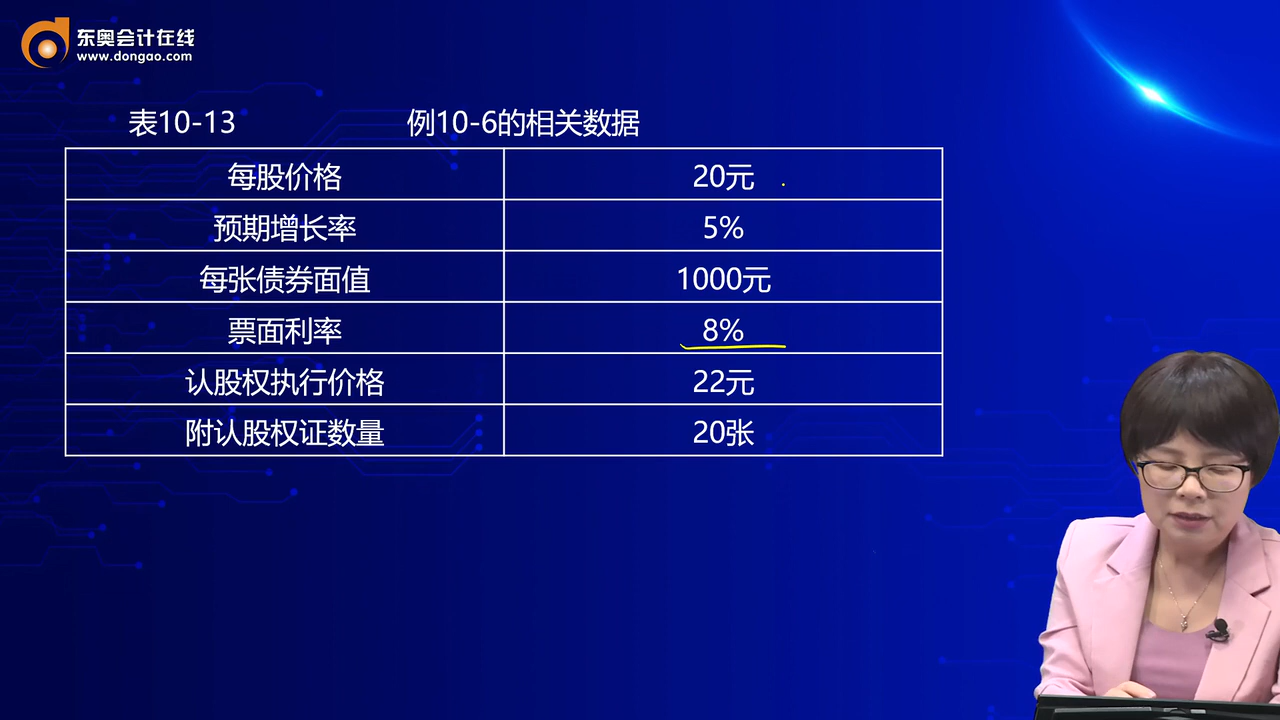 东奥会计在线
www.dongao.com
表10-13 例10-6的相关数据
每股价格 20元
预期增长率 5%
每张债券面值 1000元
票面利率 8%
认股权执行价格 22元
附认股权证数量 20张